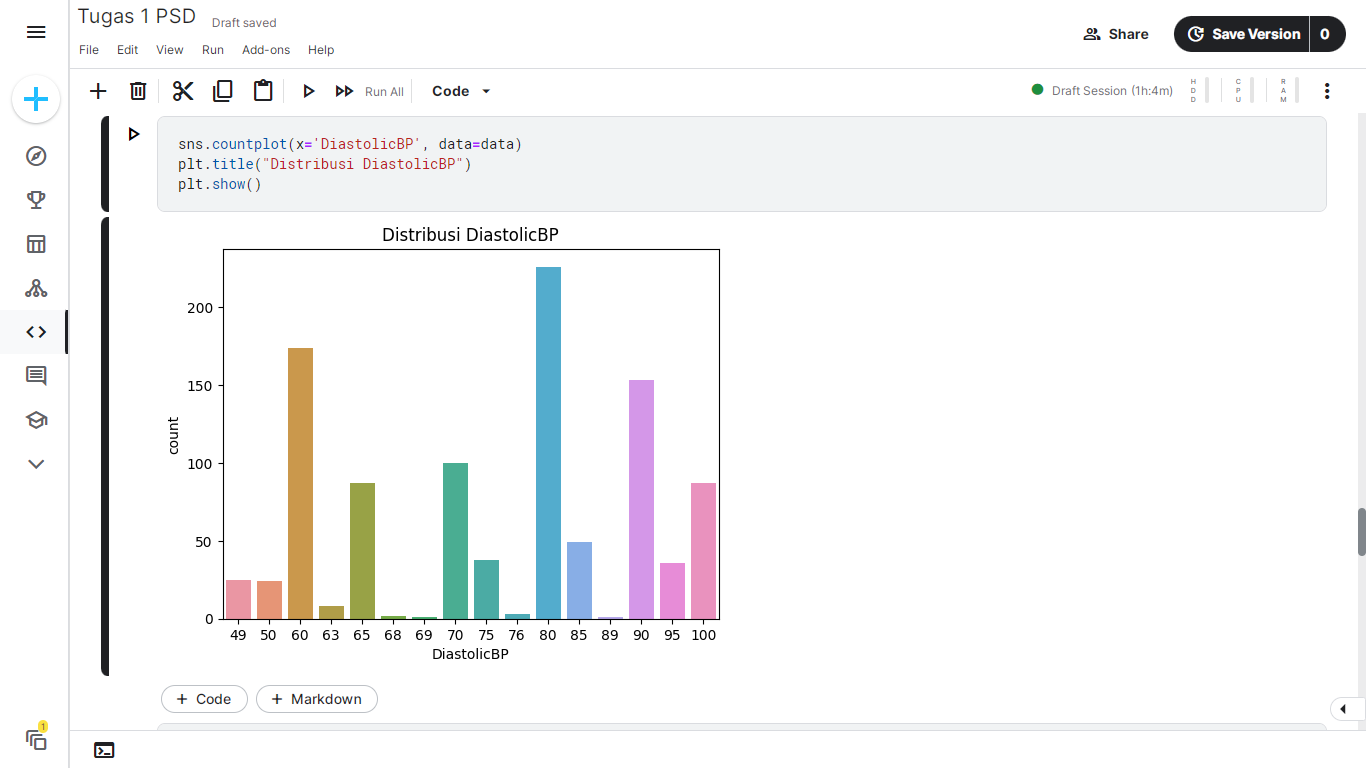 Tugas 1 PSD
Draft saved
File Edit View Run Add-ons Help
Share
Save Version 0
Run All
Code
Draft Session (1h:4m)
HDD
CPU
RAM
sns.countplot(x='DiastolicBP', data=data)
plt.title("Distribusi DiastolicBP")
plt.show()
Distribusi DiastolicBP
200
150
100
50
0
count
49 50 60 63 65 68 69 70 75 76 80 85 89 90 95 100
DiastolicBP
+ Code
+ Markdown
1